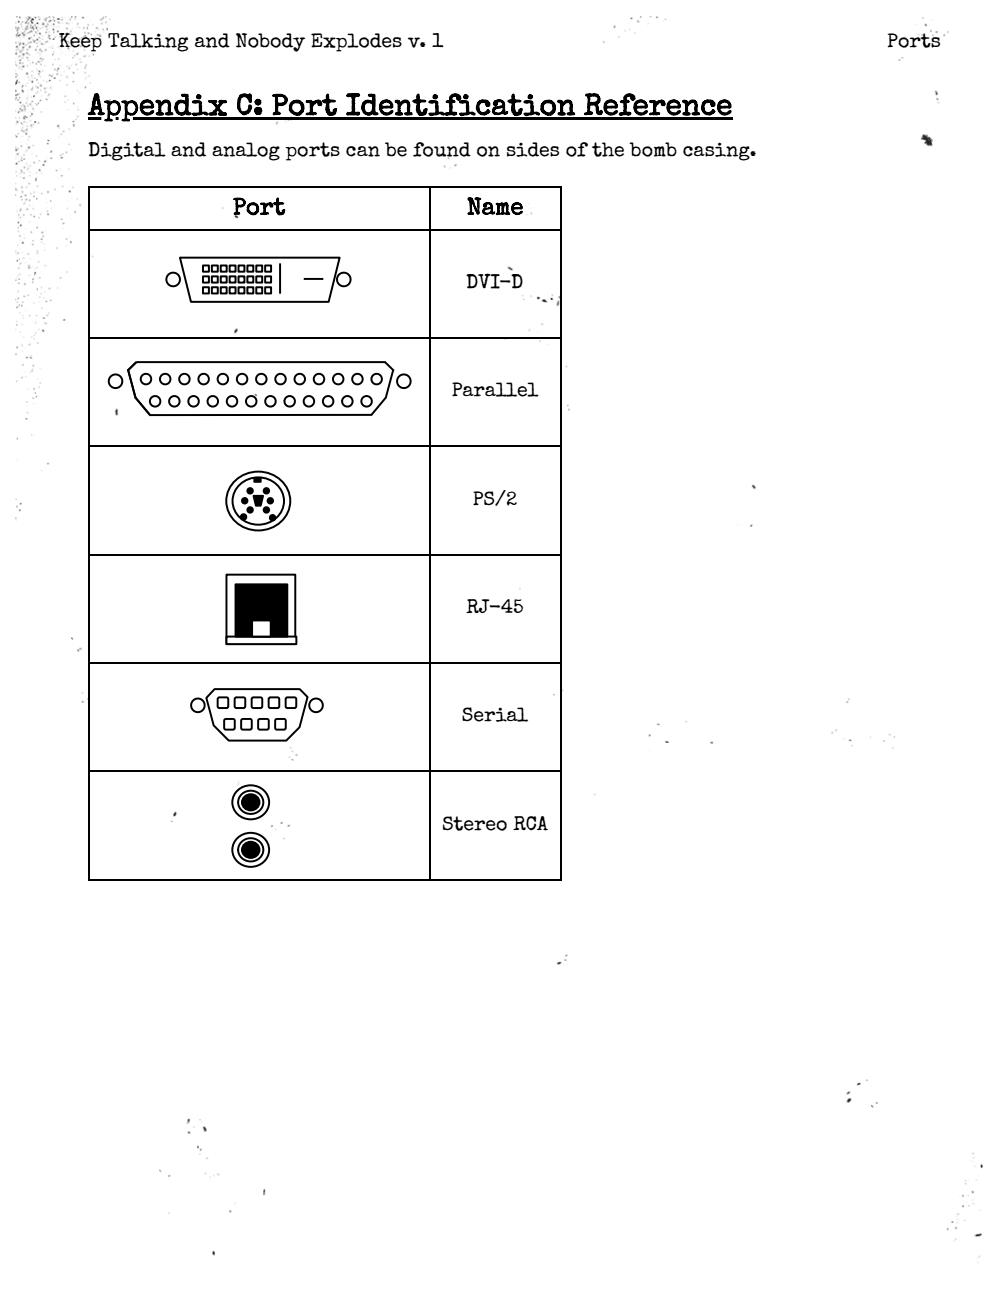 Keep Talking and Nobody Explodes v. 1
Ports
Appendix C: Port Identification Reference
Digital and analog ports can be found on sides of the bomb casing.
Port Name
DVI-D
Parallel
PS/2
RJ-45
Serial
Stereo RCA